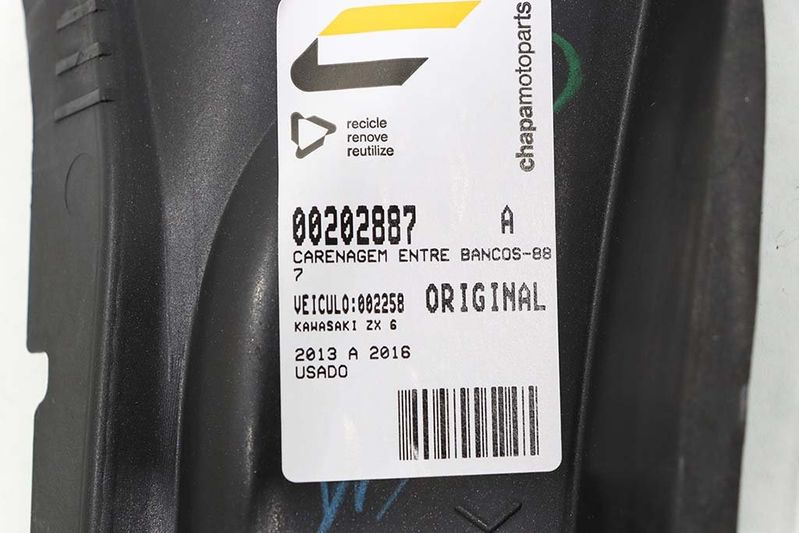 chapamotoparts
recicle
renove
reutilize
00202887 A
CARENAGEM ENTRE BANCOS-88
7
VEICULO:002258 ORIGINAL
KAWASAKI ZX 6
2013 A 2016
USADO